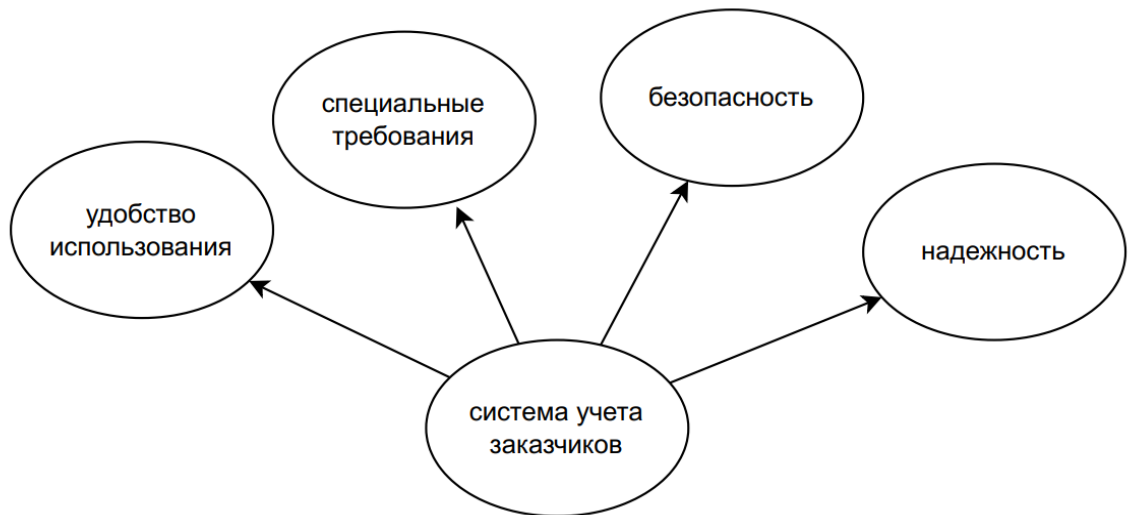 специальные
требования
безопасность
удобство
использования
надежность
система учета
заказчиков